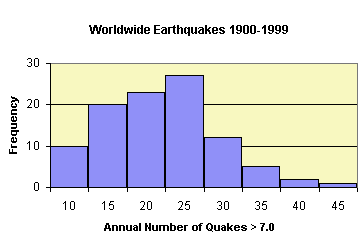 Worldwide Earthquakes 1900-1999
30
20
10
0
Frequency
10 15 20 25 30 35 40 45
Annual Number of Quakes > 7.0